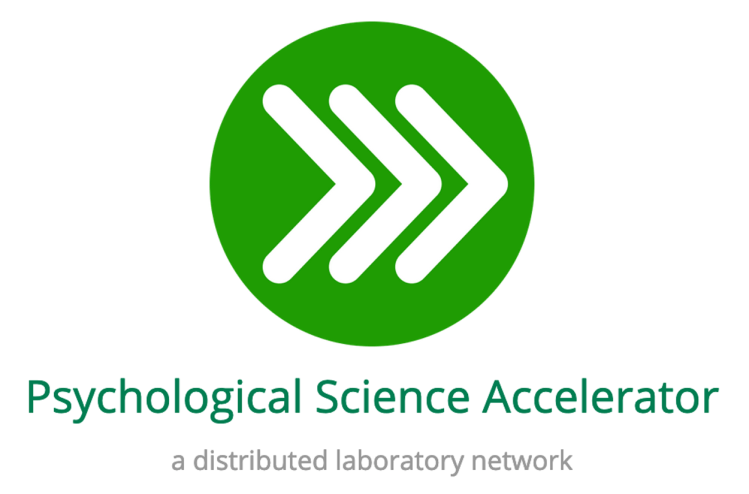 Psychological Science Accelerator
a distributed laboratory network